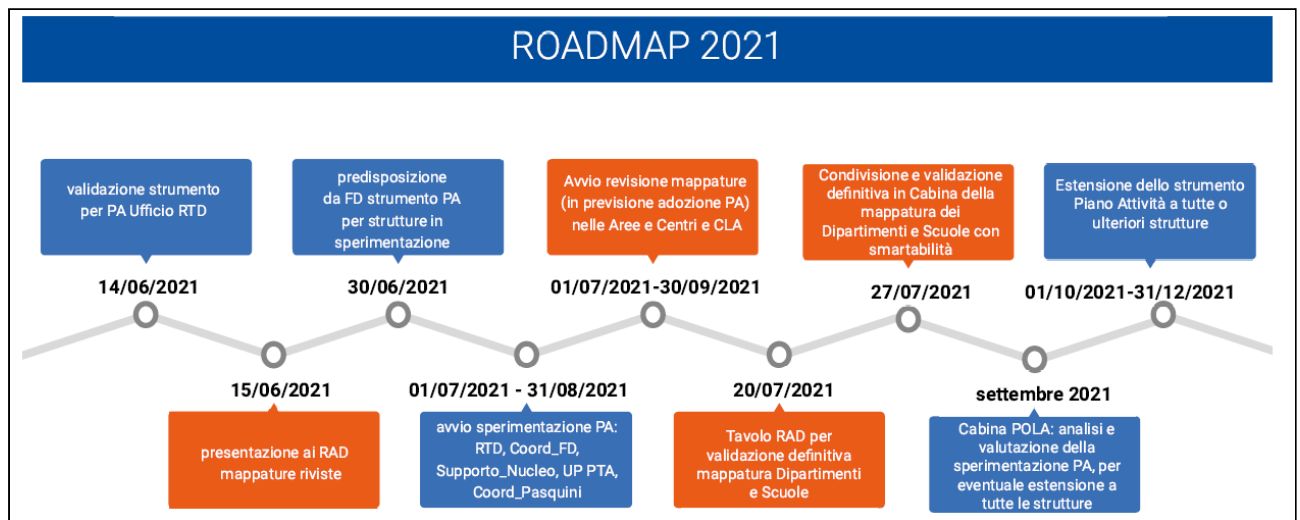 ROADMAP 2021
validazione strumento
per PA Ufficio RTD
14/06/2021
15/06/2021
presentazione ai RAD
mappature riviste
predisposizione
da FD strumento PA
per strutture in
sperimentazione
30/06/2021
01/07/2021 - 31/08/2021
avvio sperimentazione PA:
RTD, Coord_FD,
Supporto_Nucleo, UP PTA,
Coord_Pasquini
Avvio revisione mappature
(in previsione adozione PA)
nelle Aree e Centri e CLA
01/07/2021-30/09/2021
20/07/2021
Tavolo RAD per
validazione definitiva
mappatura Dipartimenti
e Scuole
Condivisione e validazione
definitiva in Cabina della
mappatura dei
Dipartimenti e Scuole con
smartabilità
27/07/2021
settembre 2021
Cabina POLA: analisi e
valutazione della
sperimentazione PA, per
eventuale estensione a
tutte le strutture
Estensione dello strumento
Piano Attività a tutte o
ulteriori strutture
01/10/2021-31/12/2021